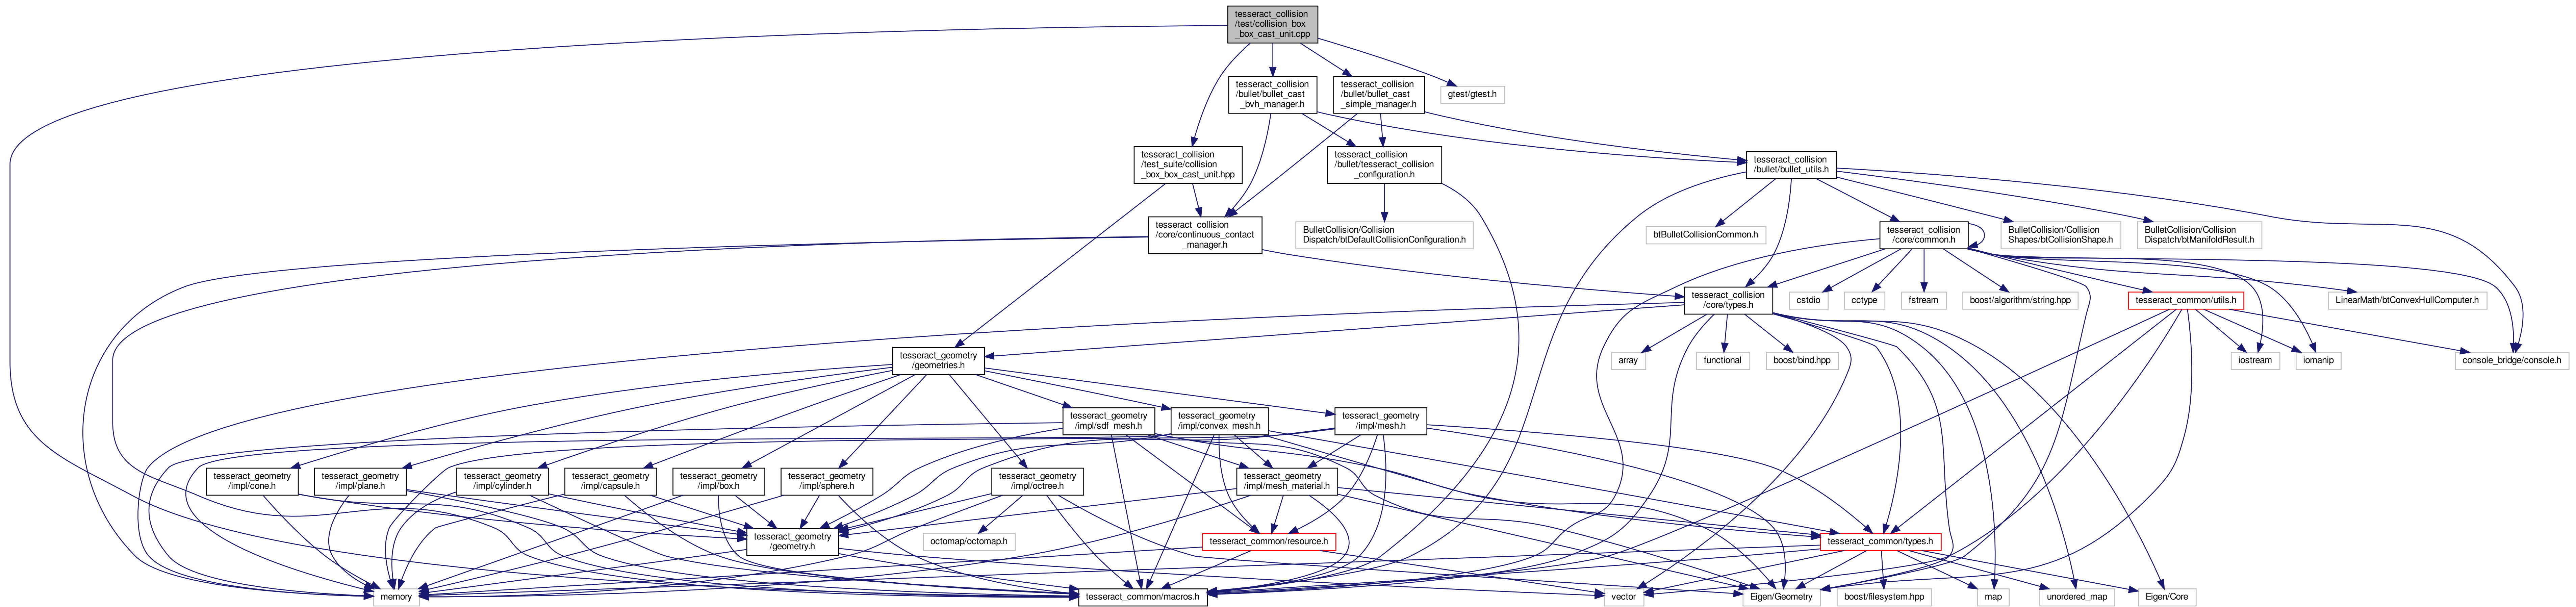 tesseract_collision
/test/collision_box
_box_cast_unit.cpp
tesseract_collision
/bullet/bullet_cast
_bvh_manager.h
tesseract_collision
/bullet/bullet_cast
_simple_manager.h
gtest/gtest.h
tesseract_collision
/test_suite/collision
_box_box_cast_unit.hpp
tesseract_collision
/bullet/tesseract_collision
_configuration.h
tesseract_collision
/bullet/bullet_utils.h
tesseract_collision
/core/continuous_contact
_manager.h
BulletCollision/Collision
Dispatch/btDefaultCollisionConfiguration.h
btBulletCollisionCommon.h
tesseract_collision
/core/common.h
BulletCollision/Collision
Shapes/btCollisionShape.h
BulletCollision/Collision
Dispatch/btManifoldResult.h
tesseract_collision
/core/types.h
cstdio
cctype
fstream
boost/algorithm/string.hpp
tesseract_common/utils.h
LinearMath/btConvexHullComputer.h
tesseract_geometry
/geometries.h
array
functional
boost/bind.hpp
iostream
iomanip
console_bridge/console.h
tesseract_geometry
/impl/sdf_mesh.h
tesseract_geometry
/impl/convex_mesh.h
tesseract_geometry
/impl/mesh.h
tesseract_geometry
/impl/cone.h
tesseract_geometry
/impl/plane.h
tesseract_geometry
/impl/cylinder.h
tesseract_geometry
/impl/capsule.h
tesseract_geometry
/impl/box.h
tesseract_geometry
/impl/sphere.h
tesseract_geometry
/impl/octree.h
tesseract_geometry
/impl/mesh_material.h
tesseract_geometry
/geometry.h
octomap/octomap.h
tesseract_common/resource.h
tesseract_common/types.h
memory
tesseract_common/macros.h
vector
Eigen/Geometry
boost/filesystem.hpp
map
unordered_map
Eigen/Core